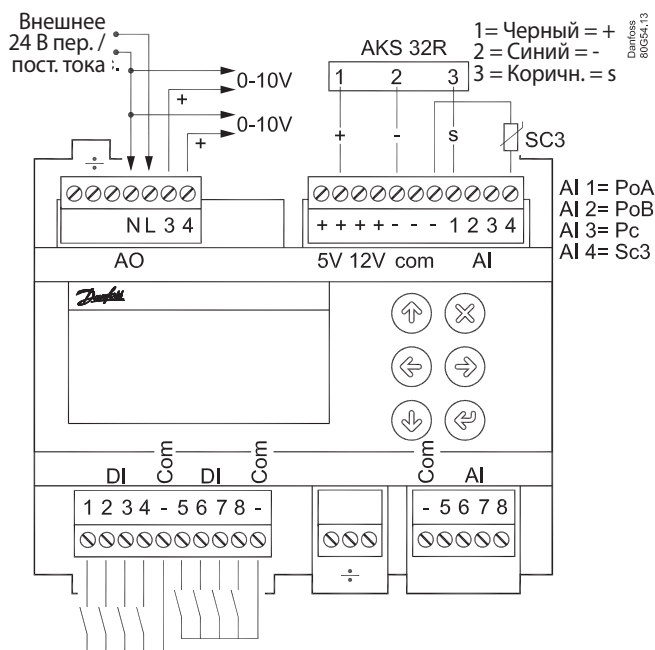 Внешнее
24 В пер. /
пост. тока :
0-10V
+
0-10V
+
AKS 32R
1 2 3
1= Черный = +
2 = Синий = -
3 = Коричн. = s
Danfoss
80G54.13
+ - s
SC3
÷
N L 3 4
+ + + + - - - 1 2 3 4
AI 1= PoA
AI 2= PoB
AI 3= Pc
AI 4= Sc3
AO
5V 12V com AI
Danfoss
DI Com DI Com
Com AI
1 2 3 4 - 5 6 7 8 -
- 5 6 7 8
÷